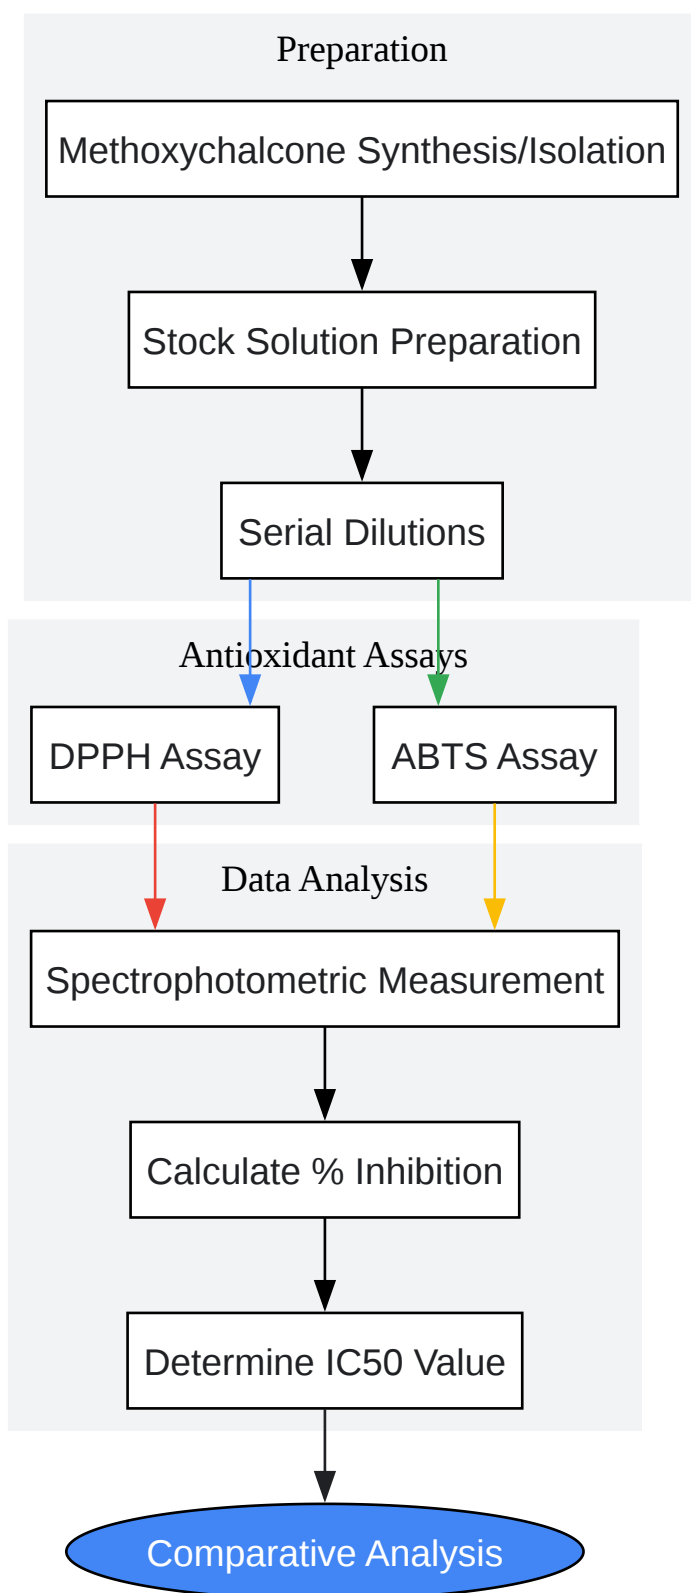 Preparation
Methoxychalcone Synthesis/Isolation
Stock Solution Preparation
Serial Dilutions
Antioxidant Assays
DPPH Assay
ABTS Assay
Data Analysis
Spectrophotometric Measurement
Calculate % Inhibition
Determine IC50 Value
Comparative Analysis